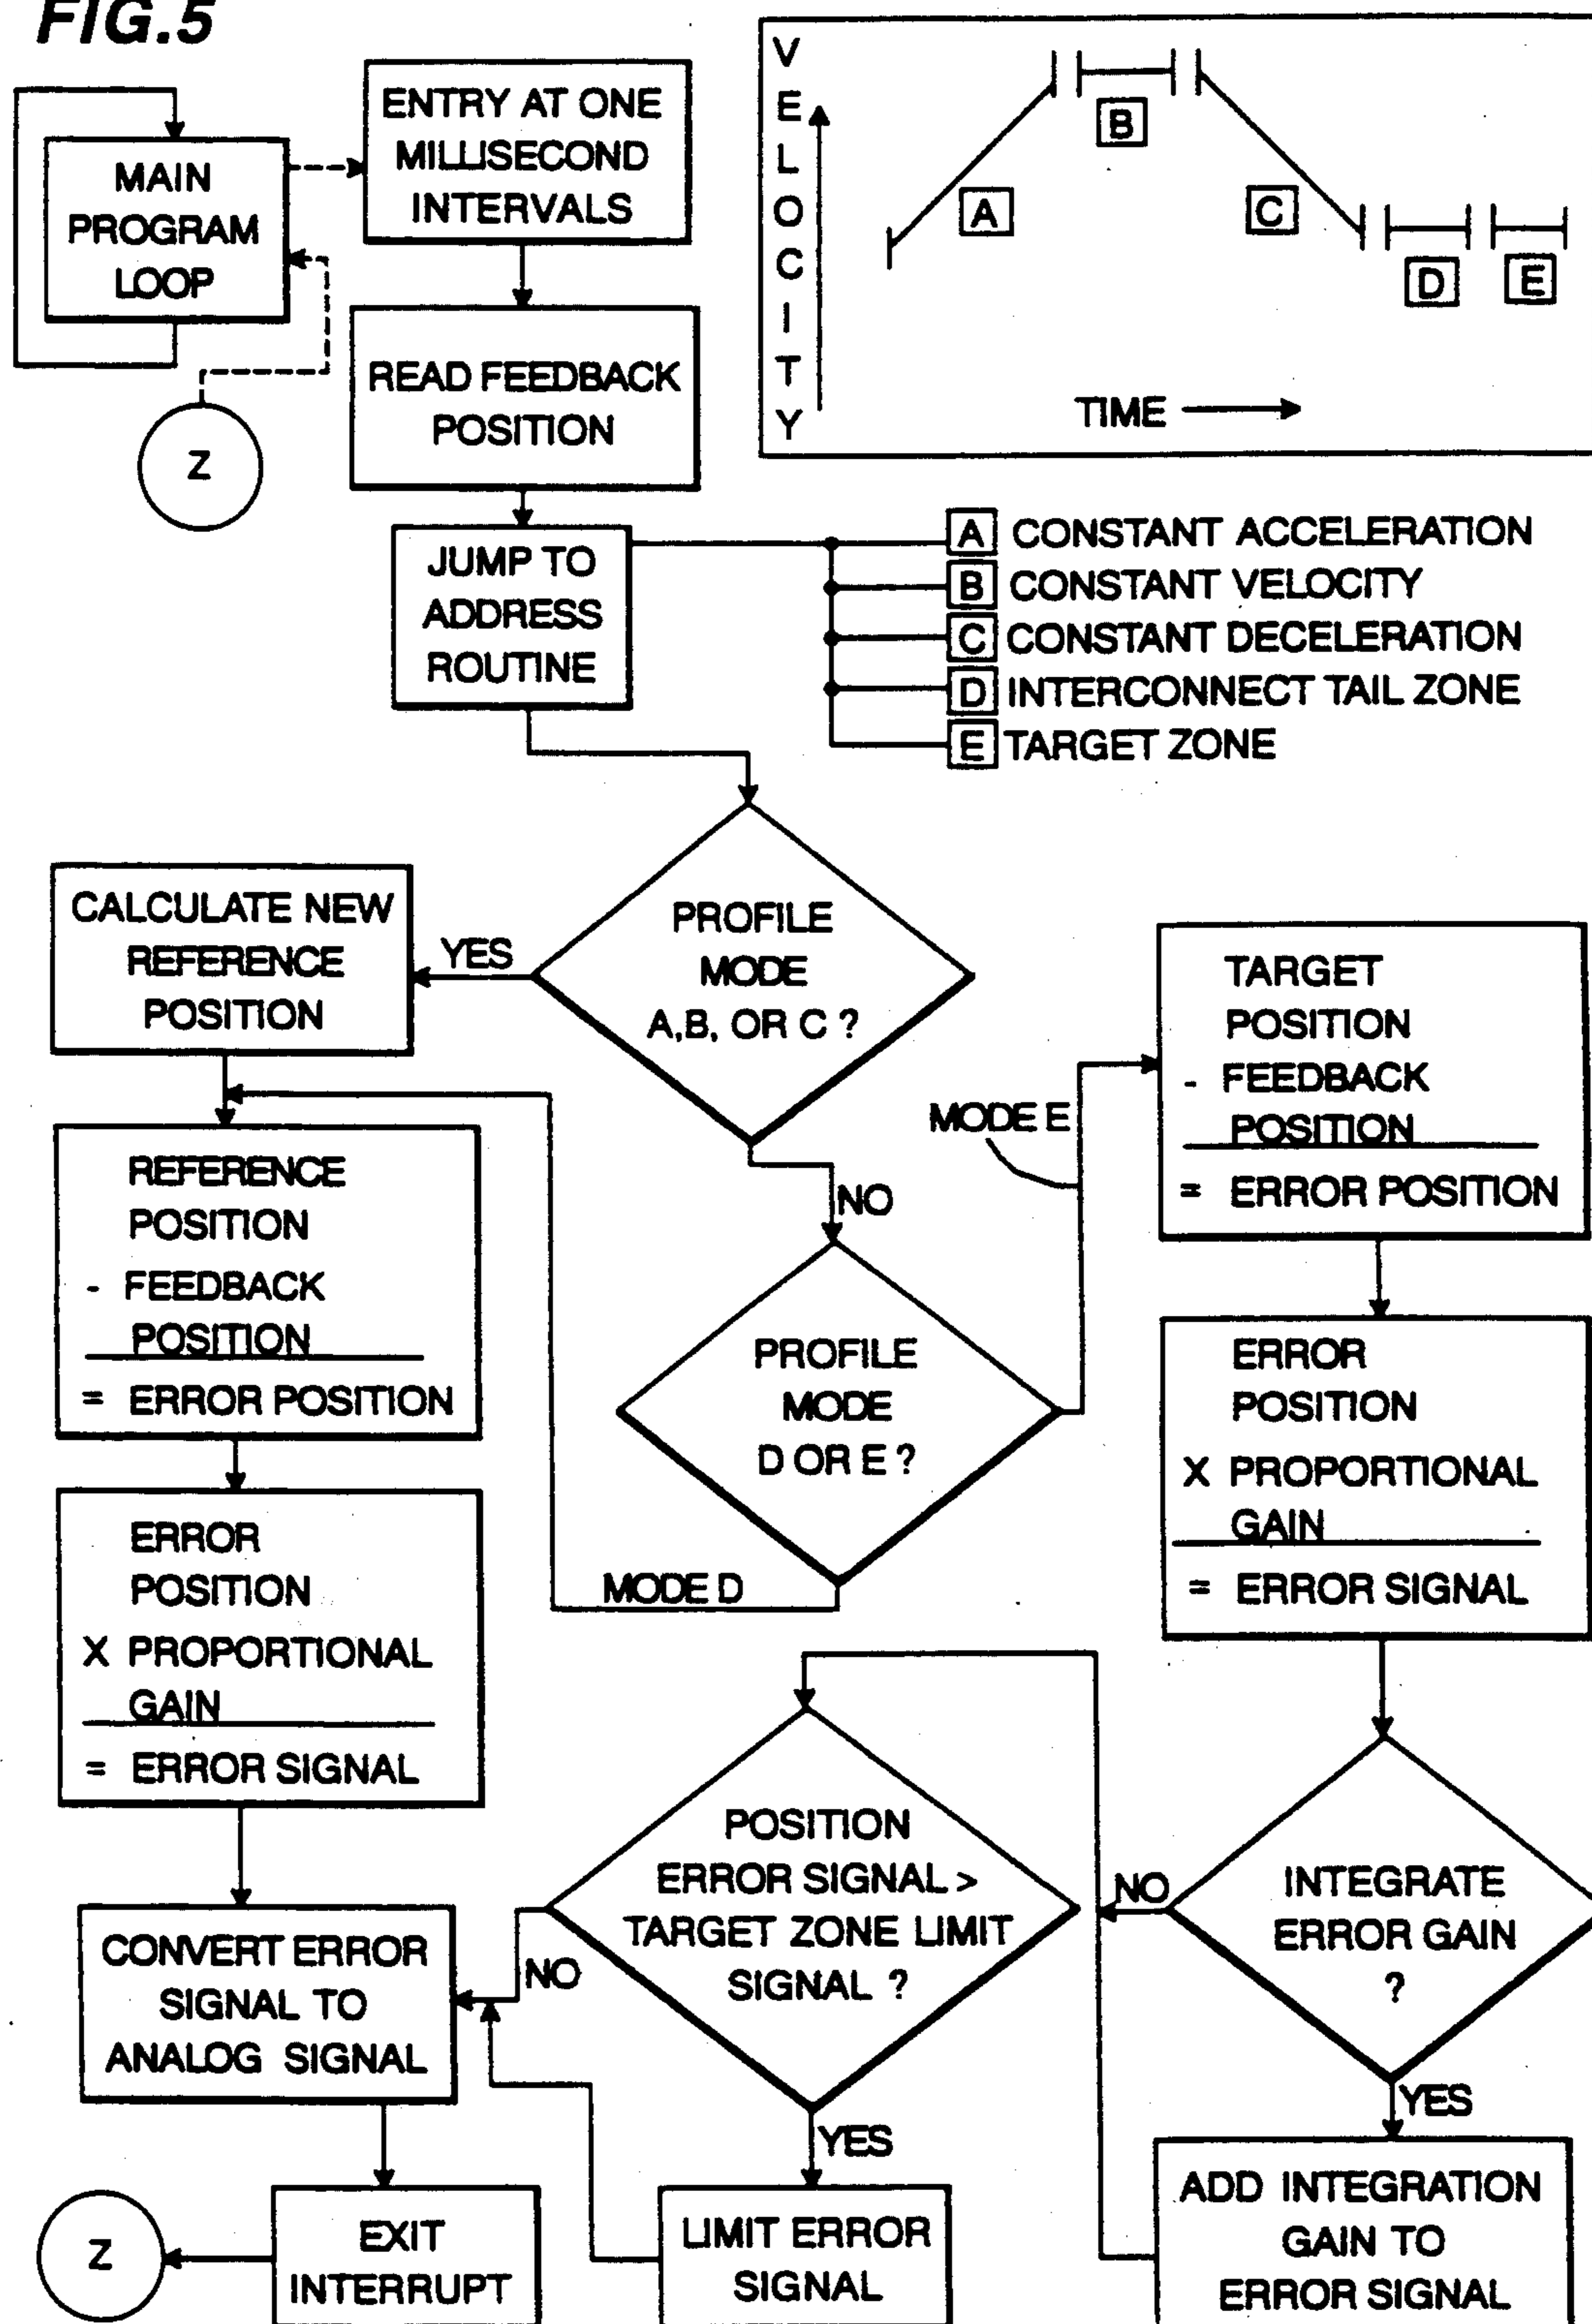 FIG.5
ENTRY AT ONE
MILLISECOND
INTERVALS
MAIN
PROGRAM
LOOP
Z
READ FEEDBACK
POSITION
VELOCITY
A
B
C
D
E
TIME
JUMP TO
ADDRESS
ROUTINE
A CONSTANT ACCELERATION
B CONSTANT VELOCITY
C CONSTANT DECELERATION
D INTERCONNECT TAIL ZONE
E TARGET ZONE
PROFILE
MODE
A,B, OR C ?
YES
CALCULATE NEW
REFERENCE
POSITION
NO
REFERENCE
POSITION
- FEEDBACK
POSITION
= ERROR POSITION
PROFILE
MODE
D OR E ?
MODE E
MODE D
TARGET
POSITION
- FEEDBACK
POSITION
= ERROR POSITION
ERROR
POSITION
X PROPORTIONAL
GAIN
= ERROR SIGNAL
ERROR
POSITION
X PROPORTIONAL
GAIN
= ERROR SIGNAL
INTEGRATE
ERROR GAIN
?
NO
YES
ADD INTEGRATION
GAIN TO
ERROR SIGNAL
POSITION
ERROR SIGNAL >
TARGET ZONE LIMIT
SIGNAL ?
NO
YES
LIMIT ERROR
SIGNAL
CONVERT ERROR
SIGNAL TO
ANALOG SIGNAL
EXIT
INTERRUPT
Z